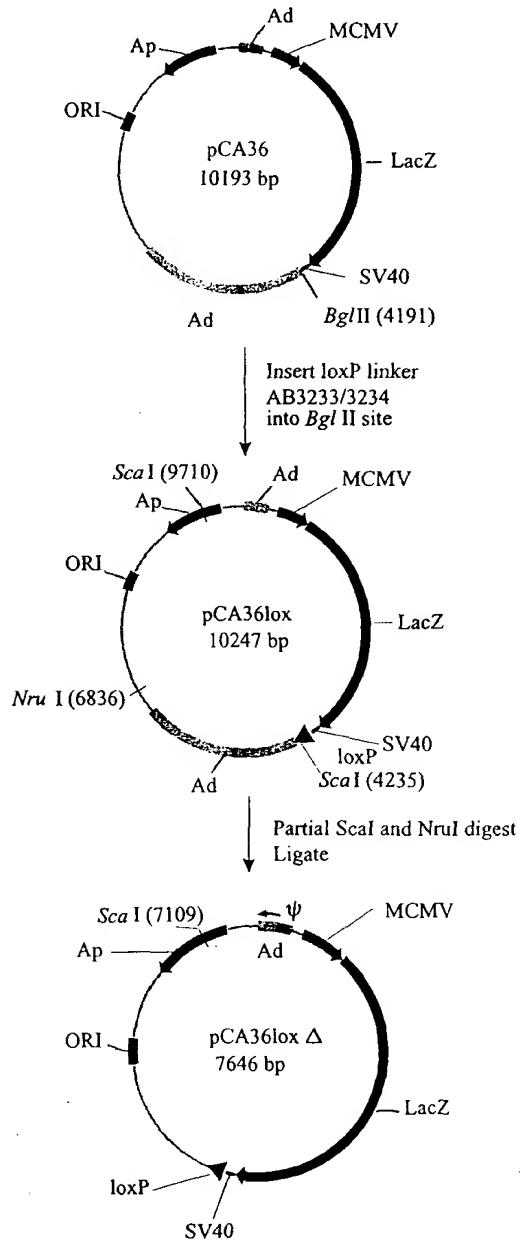 Ad
MCMV
Ap
ORI
pCA36
10193 bp
LacZ
SV40
BglII (4191)
Ad
Insert loxP linker
AB3233/3234
into Bgl II site
ScaI (9710)
Ad
MCMV
Ap
ORI
pCA36lox
10247 bp
LacZ
Nru I (6836)
SV40
loxP
ScaI (4235)
Ad
Partial ScaI and NruI digest
Ligate
ψ
ScaI (7109)
MCMV
Ap
Ad
ORI
pCA36lox Δ
7646 bp
LacZ
loxP
SV40